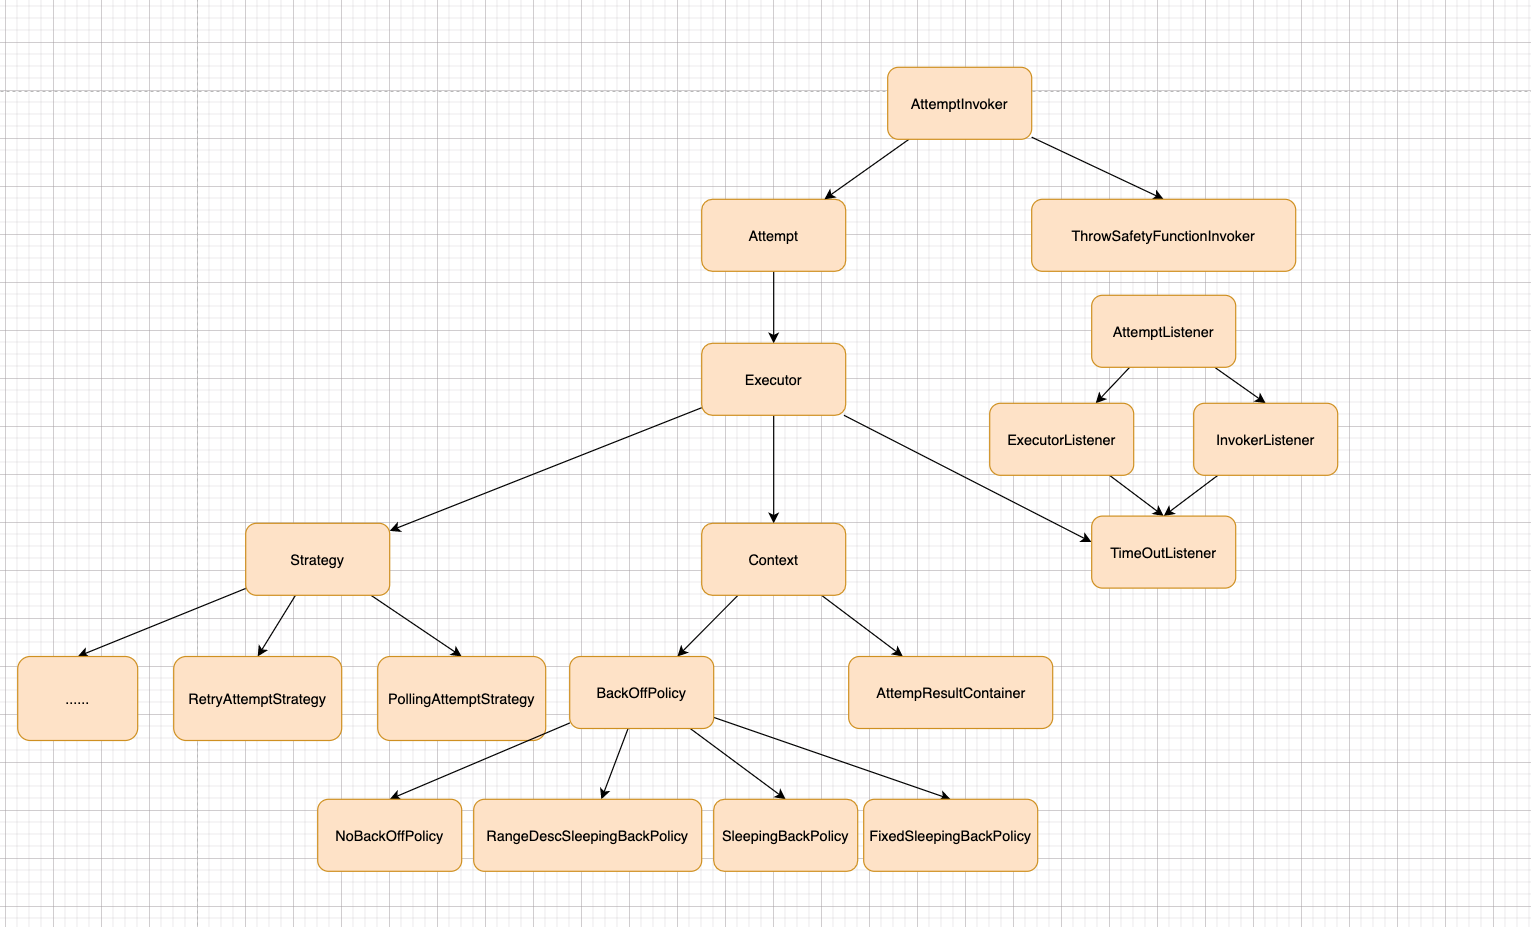 AttemptInvoker
Attempt
ThrowSafetyFunctionInvoker
AttemptListener
Executor
ExecutorListener
InvokerListener
Strategy
Context
TimeOutListener
......
RetryAttemptStrategy
PollingAttemptStrategy
BackOffPolicy
AttempResultContainer
NoBackOffPolicy
RangeDescSleepingBackPolicy
SleepingBackPolicy
FixedSleepingBackPolicy